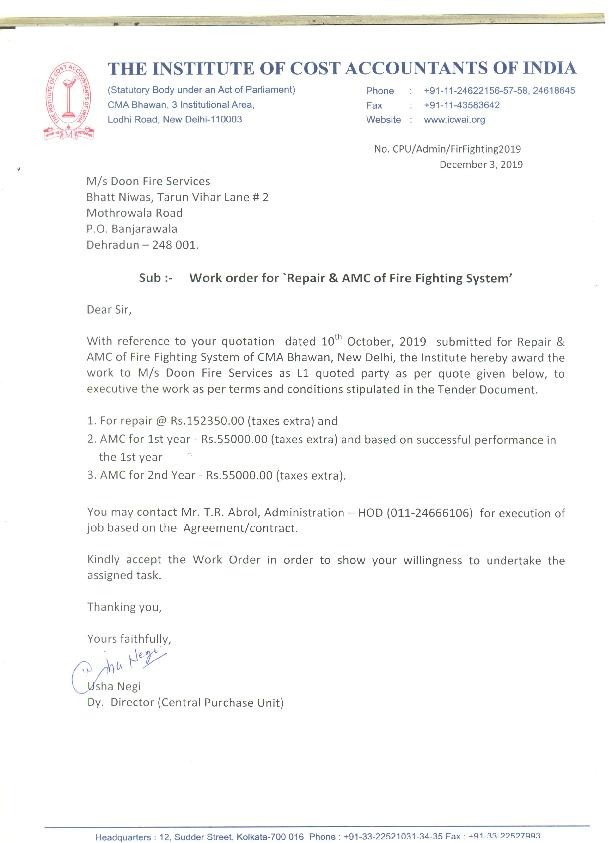 THE INSTITUTE OF COST ACCOUNTANTS OF INDIA
(Statutory Body under an Act of Parliament)
CMA Bhawan, 3 Institutional Area,
Lodhi Road, New Delhi-110003
Phone : +91-11-24622156-57-58, 24618645
Fax : +91-11-43583642
Website : www.icwai.org
No. CPU/Admin/FirFighting2019
December 3, 2019
M/s Doon Fire Services
Bhatt Niwas, Tarun Vihar Lane # 2
Mothrowala Road
P.O. Banjarawala
Dehradun – 248 001.
Sub :- Work order for `Repair & AMC of Fire Fighting System’
Dear Sir,
With reference to your quotation dated 10th October, 2019 submitted for Repair &
AMC of Fire Fighting System of CMA Bhawan, New Delhi, the Institute hereby award the
work to M/s Doon Fire Services as L1 quoted party as per quote given below, to
executive the work as per terms and conditions stipulated in the Tender Document.
1. For repair @ Rs.152350.00 (taxes extra) and
2. AMC for 1st year - Rs.55000.00 (taxes extra) and based on successful performance in
the 1st year
3. AMC for 2nd Year - Rs.55000.00 (taxes extra).
You may contact Mr. T.R. Abrol, Administration – HOD (011-24666106) for execution of
job based on the Agreement/contract.
Kindly accept the Work Order in order to show your willingness to undertake the
assigned task.
Thanking you,
Yours faithfully,
Usha Negi
Usha Negi
Dy. Director (Central Purchase Unit)
Headquarters : 12, Sudder Street, Kolkata-700 016 Phone : +91-33-22521031-34-35 Fax : +91-33-22527993